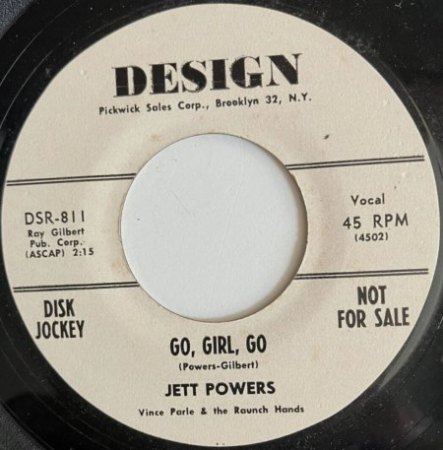 DESIGN
Pickwick Sales Corp., Brooklyn 32, N.Y.
DSR-811
Ray Gilbert
Pub. Corp.
(ASCAP) 2:15
Vocal
45 RPM
(4502)
DISK
JOCKEY
NOT
FOR SALE
GO, GIRL, GO
(Powers-Gilbert)
JETT POWERS
Vince Parle & the Raunch Hands